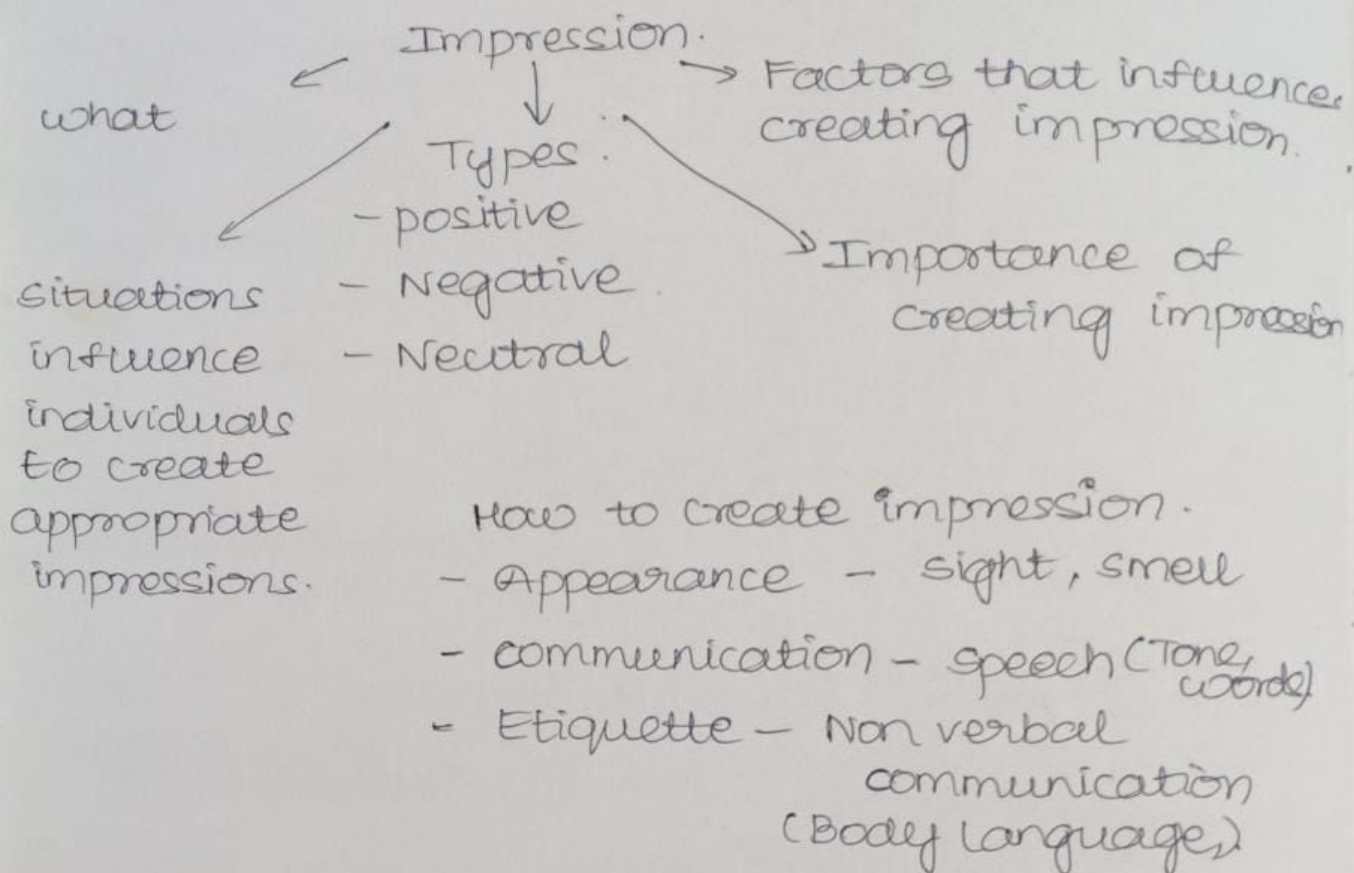 Impression.
what
Types.
- positive
- Negative
- Neutral
Factors that influence
creating impression.
Importance of
creating impression
situations
influence
individuals
to create
appropriate
impressions.
How to create impression.
- Appearance - sight, smell
- communication - speech (Tone,
words)
- Etiquette - Non verbal
communication
(Body Language)